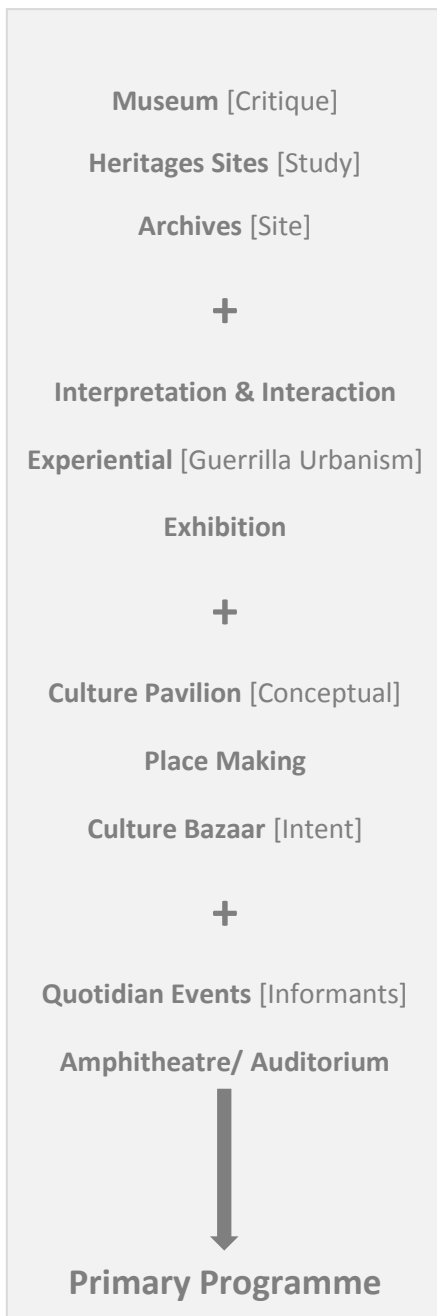 Museum [Critique]
Heritages Sites [Study]
Archives [Site]
+
Interpretation & Interaction
Experiential [Guerrilla Urbanism]
Exhibition
+
Culture Pavilion [Conceptual]
Place Making
Culture Bazaar [Intent]
+
Quotidian Events [Informants]
Amphitheatre/ Auditorium
Primary Programme